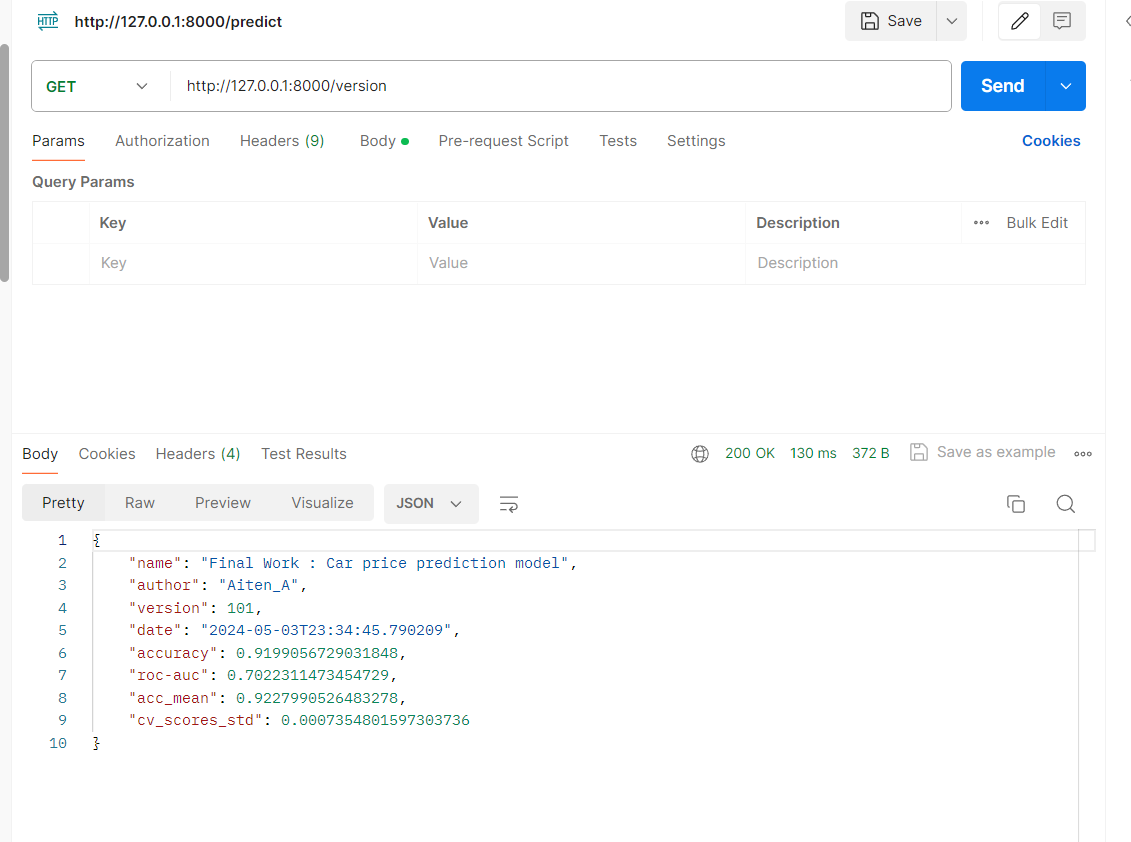 HTTP http://127.0.0.1:8000/predict Save
GET http://127.0.0.1:8000/version Send
Params Authorization Headers (9) Body Pre-request Script Tests Settings Cookies
Query Params
Key Value Description Bulk Edit
Key Value Description
Body Cookies Headers (4) Test Results 200 OK 130 ms 372 B Save as example
Pretty Raw Preview Visualize JSON
1 {
2 "name": "Final Work : Car price prediction model",
3 "author": "Aiten_A",
4 "version": 101,
5 "date": "2024-05-03T23:34:45.790209",
6 "accuracy": 0.9199056729031848,
7 "roc-auc": 0.7022311473454729,
8 "acc_mean": 0.9227990526483278,
9 "cv_scores_std": 0.0007354801597303736
10 }